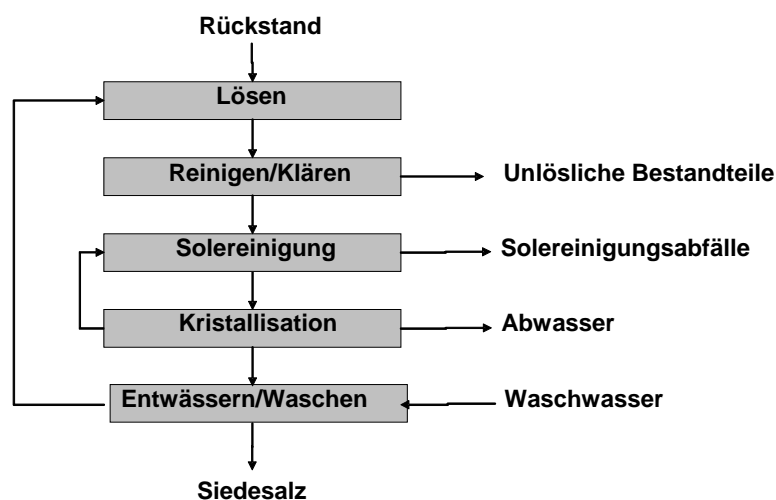 Rückstand
Lösen
Reinigen/Klären
Unlösliche Bestandteile
Solereinigung
Solereinigungsabfälle
Kristallisation
Abwasser
Entwässern/Waschen
Waschwasser
Siedesalz